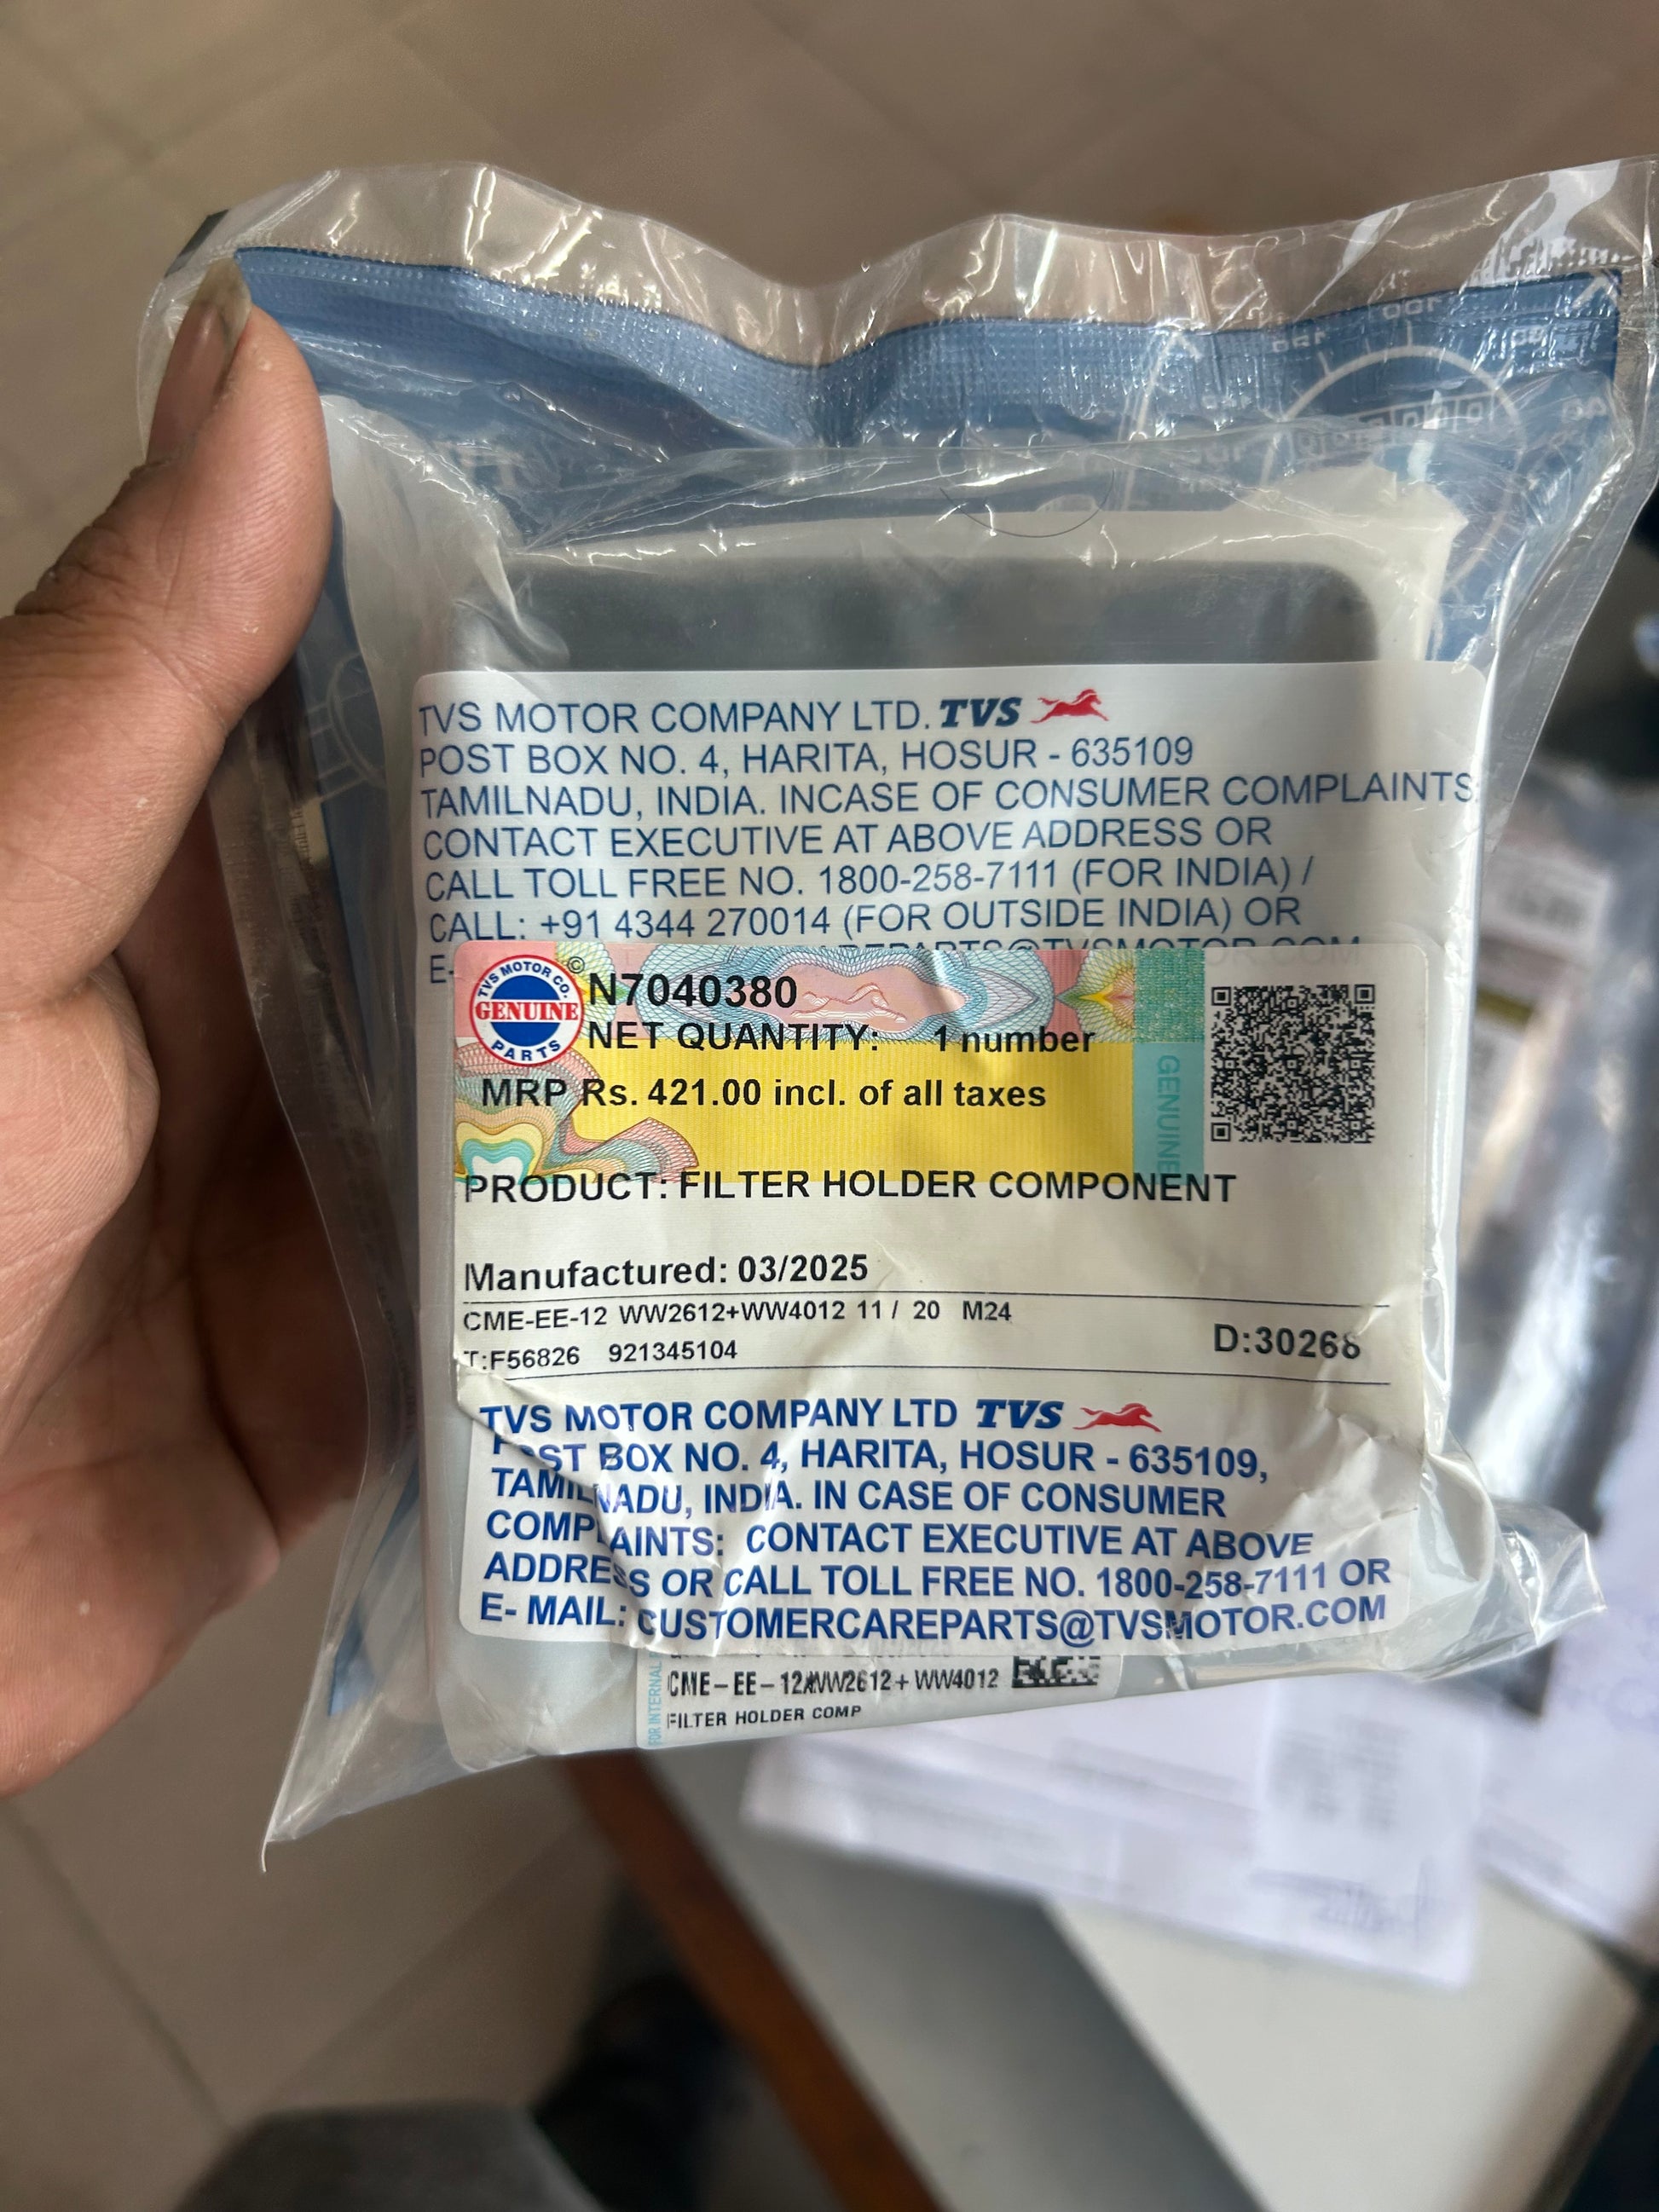 TVS MOTOR COMPANY LTD. TVS
POST BOX NO. 4, HARITA, HOSUR - 635109
TAMILNADU, INDIA. INCASE OF CONSUMER COMPLAINTS
CONTACT EXECUTIVE AT ABOVE ADDRESS OR
CALL TOLL FREE NO. 1800-258-7111 (FOR INDIA) /
CALL: +91 4344 270014 (FOR OUTSIDE INDIA) OR
E-
TVS MOTOR CO.
GENUINE
PARTS
©
N7040380
NET QUANTITY: 1 number
MRP Rs. 421.00 incl. of all taxes
GENUINE
PRODUCT: FILTER HOLDER COMPONENT
Manufactured: 03/2025
CME-EE-12 WW2612+WW4012 11 / 20 M24
T:F56826 921345104
D:30268
TVS MOTOR COMPANY LTD TVS
POST BOX NO. 4, HARITA, HOSUR - 635109,
TAMILNADU, INDIA. IN CASE OF CONSUMER
COMPLAINTS: CONTACT EXECUTIVE AT ABOVE
ADDRESS OR CALL TOLL FREE NO. 1800-258-7111 OR
E- MAIL: CUSTOMERCAREPARTS@TVSMOTOR.COM
FOR INTERNAL
CME-EE-12 WW2612+WW4012
FILTER HOLDER COMP